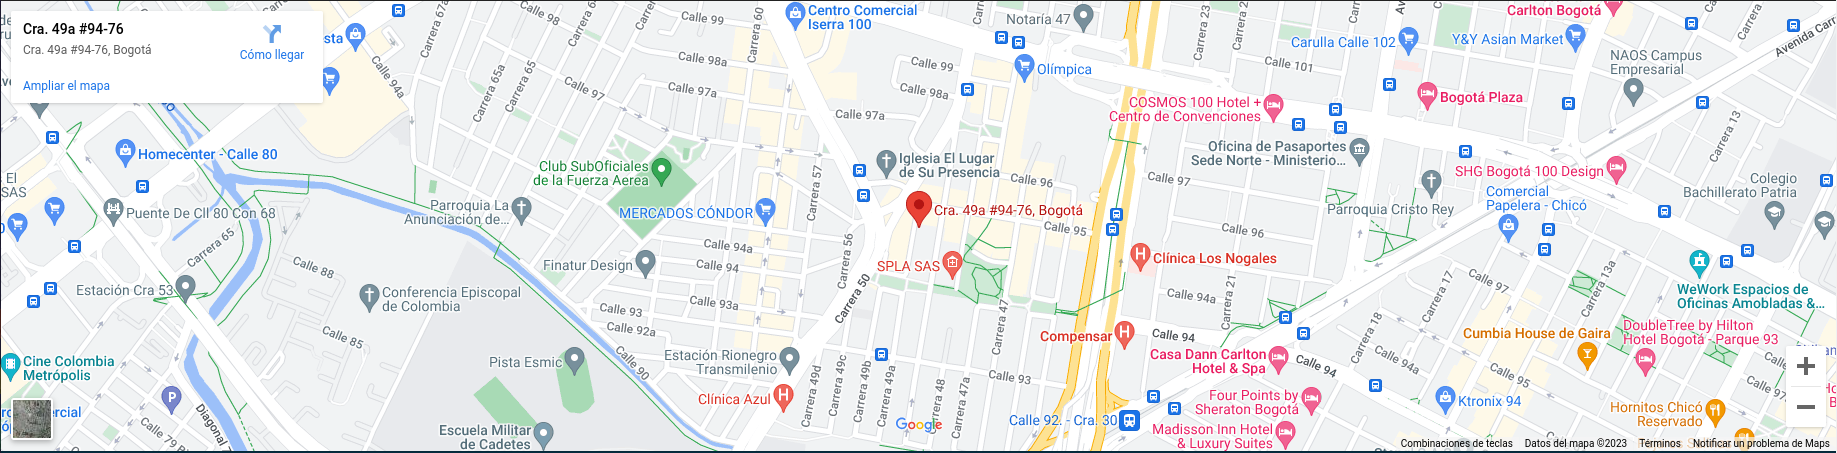 Cra. 49a #94-76
Cra. 49a #94-76, Bogotá
Cómo llegar
Ampliar el mapa
Carrera 67a
Calle 98
Calle 99
Carrera 60
Centro Comercial
Iserra 100
Notaría 47
Carrera 23
Carlton Bogotá
Carulla Calle 102
Y&Y Asian Market
Avenida Carr
NAOS Campus
Empresarial
Calle 94a
Carrera 65a
Calle 98a
Calle 99
Olímpica
Calle 101
Calle 97
Calle 97a
Calle 98a
Calle 97a
COSMOS 100 Hotel +
Centro de Convenciones
Bogotá Plaza
Carrera 13
Homecenter - Calle 80
Club SubOficiales
de la Fuerza Aerea
Carrera 57
Iglesia El Lugar
de Su Presencia
Calle 96
Oficina de Pasaportes
Sede Norte - Ministerio...
Calle 97
SHG Bogotá 100 Design
El
SAS
Colegio
Bachillerato Patria
Comercial
Papelera - Chicó
Puente De Cll 80 Con 68
Parroquia La
Anunciación de...
MERCADOS CÓNDOR
Cra. 49a #94-76, Bogotá
Parroquia Cristo Rey
Carrera 65
Calle 94a
Carrera 56
Calle 95
Calle 96
Calle 88
Finatur Design
Calle 94
SPLA SAS
Clínica Los Nogales
Carrera 13a
Estación Cra 53
Conferencia Episcopal
de Colombia
Calle 93a
Calle 93
Carrera 50
Calle 94a
Carrera 21
Carrera 17
WeWork Espacios de
Oficinas Amobladas &...
Calle 85
Calle 92a
Carrera 47
Carrera 18
Compensar
Calle 94
Cumbia House de Gaira
DoubleTree by Hilton
Hotel Bogotá - Parque 93
Cine Colombia
Metrópolis
Pista Esmic
Calle 90
Estación Rionegro
Transmilenio
Casa Dann Carlton
Hotel & Spa
Calle 94
Calle 95
Calle 93
Carrera 49d
Carrera 49c
Carrera 49b
Carrera 49a
Carrera 48
Carrera 47a
Clínica Azul
Four Points by
Sheraton Bogotá
Ktronix 94
Hornitos Chicó
Reservado
Diagonal
Calle 79
Escuela Militar
de Cadetes
Google
Calle 92. - Cra. 30
Madisson Inn Hotel
& Luxury Suites
Combinaciones de teclas
Datos del mapa ©2023
Términos
Notificar un problema de Maps